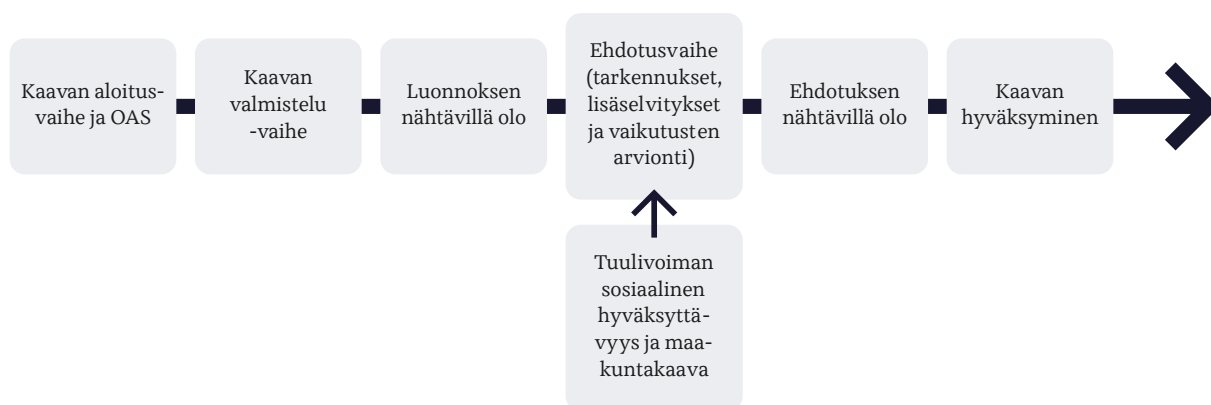 Kaavan aloitus-
vaihe ja OAS
Kaavan
valmistelu
-vaihe
Luonnoksen
nähtävillä olo
Ehdotusvaihe
(tarkennukset,
lisäselvitykset
ja vaikutusten
arvionti)
Ehdotuksen
nähtävillä olo
Kaavan
hyväksyminen
Tuulivoiman
sosiaalinen
hyväksyttä-
vyys ja maa-
kuntakaava